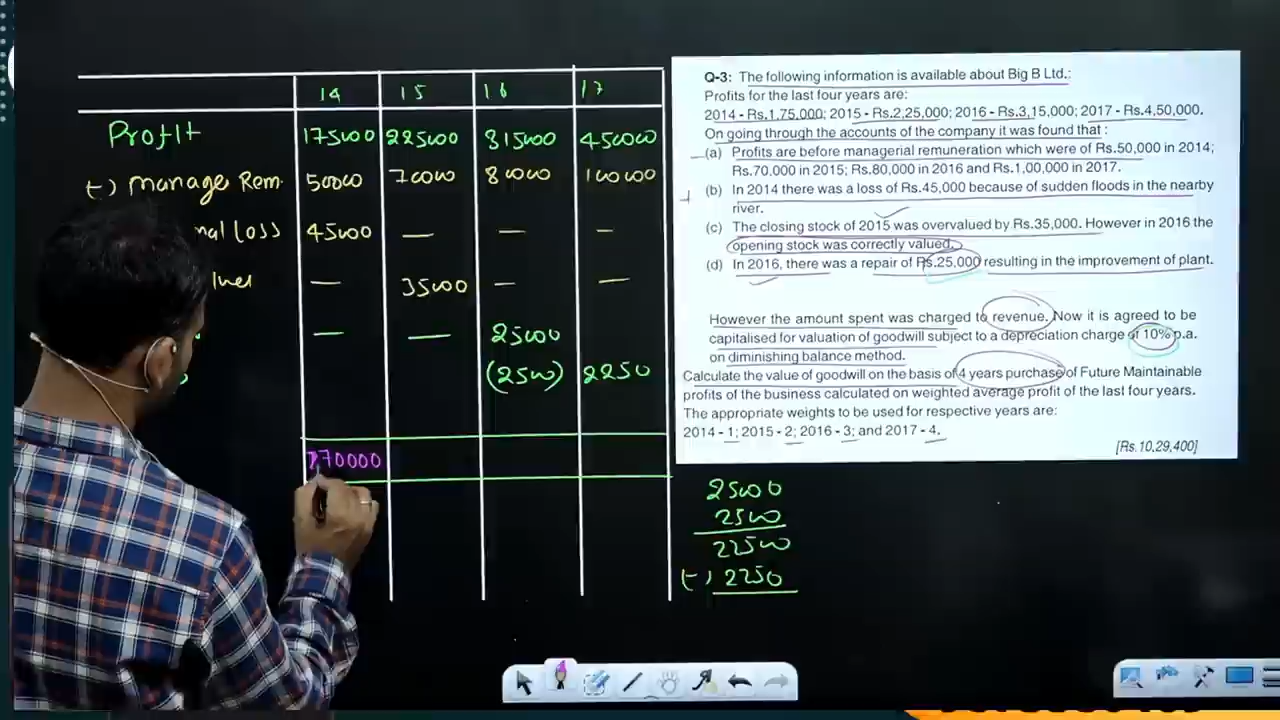 14 15 16 17
Profit 175000 225000 315000 450000
(-) Manage Rem. 50000 70000 80000 100000
nal Loss 45000 — — —
— 35000 — —
— — 25000
(2500) 2250
170000
Q-3: The following information is available about Big B Ltd.:
Profits for the last four years are:
2014 - Rs.1,75,000; 2015 - Rs.2,25,000; 2016 - Rs.3,15,000; 2017 - Rs.4,50,000.
On going through the accounts of the company it was found that :
(a) Profits are before managerial remuneration which were of Rs.50,000 in 2014;
Rs.70,000 in 2015; Rs.80,000 in 2016 and Rs.1,00,000 in 2017.
(b) In 2014 there was a loss of Rs.45,000 because of sudden floods in the nearby
river.
(c) The closing stock of 2015 was overvalued by Rs.35,000. However in 2016 the
opening stock was correctly valued.
(d) In 2016, there was a repair of Rs.25,000 resulting in the improvement of plant.
However the amount spent was charged to revenue. Now it is agreed to be
capitalised for valuation of goodwill subject to a depreciation charge of 10% p.a.
on diminishing balance method.
Calculate the value of goodwill on the basis of 4 years purchase of Future Maintainable
profits of the business calculated on weighted average profit of the last four years.
The appropriate weights to be used for respective years are:
2014 - 1; 2015 - 2; 2016 - 3; and 2017 - 4.
[Rs.10,29,400]
25000
2500
22500
(-) 2250